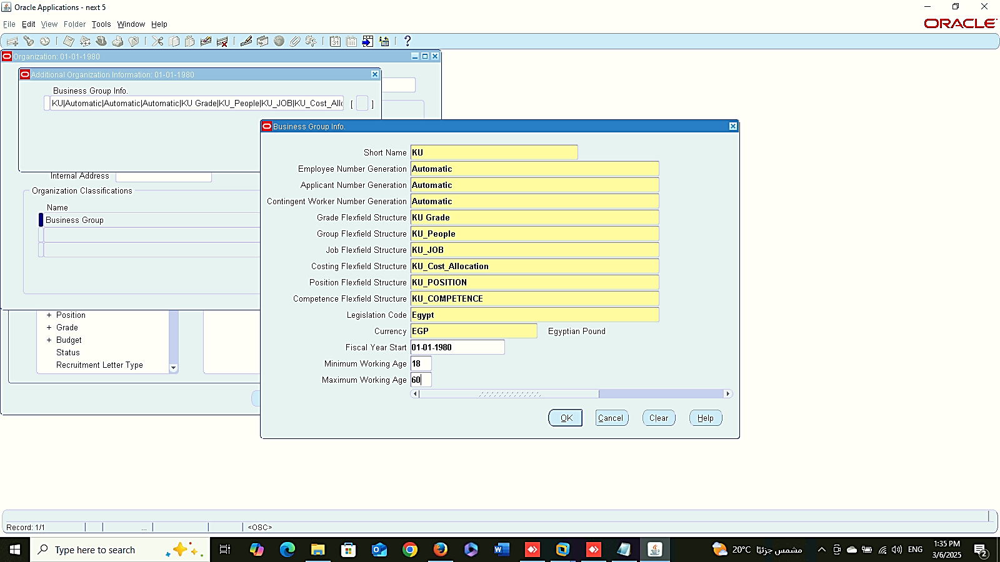 Oracle Applications - next 5
File Edit View Folder Tools Window Help
ORACLE
Organization: 01-01-1980
Additional Organization Information: 01-01-1980
Business Group Info.
KU|Automatic|Automatic|Automatic|KU Grade|KU_People|KU_JOB|KU_Cost_Allo
[ ]
Business Group Info.
Short Name KU
Employee Number Generation Automatic
Applicant Number Generation Automatic
Contingent Worker Number Generation Automatic
Grade Flexfield Structure KU Grade
Group Flexfield Structure KU_People
Job Flexfield Structure KU_JOB
Costing Flexfield Structure KU_Cost_Allocation
Position Flexfield Structure KU_POSITION
Competence Flexfield Structure KU_COMPETENCE
Legislation Code Egypt
Currency EGP Egyptian Pound
Fiscal Year Start 01-01-1980
Minimum Working Age 18
Maximum Working Age 60
OK Cancel Clear Help
Internal Address
Organization Classifications
Name
Business Group
+ Position
+ Grade
+ Budget
Status
Recruitment Letter Type
Record: 1/1 ... <OSC>
Type here to search
20°C مشمس جزئيًا
ENG
1:35 PM
3/6/2025
2